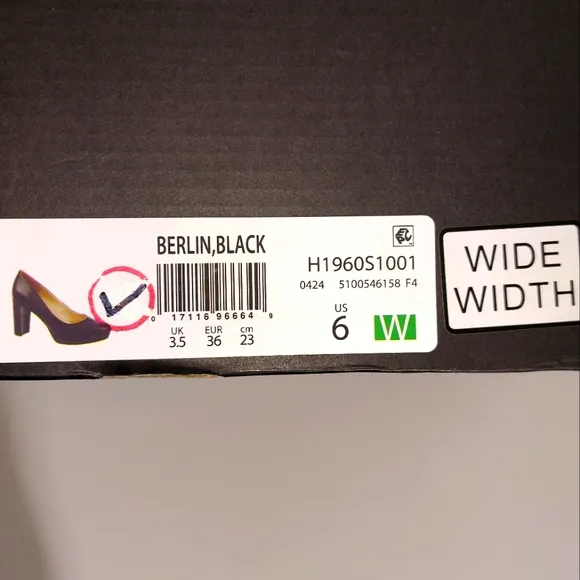 BERLIN,BLACK
H1960S1001
0424 5100546158 F4
0 17116 96664 9
UK EUR cm
3.5 36 23
US
6 W
WIDE
WIDTH